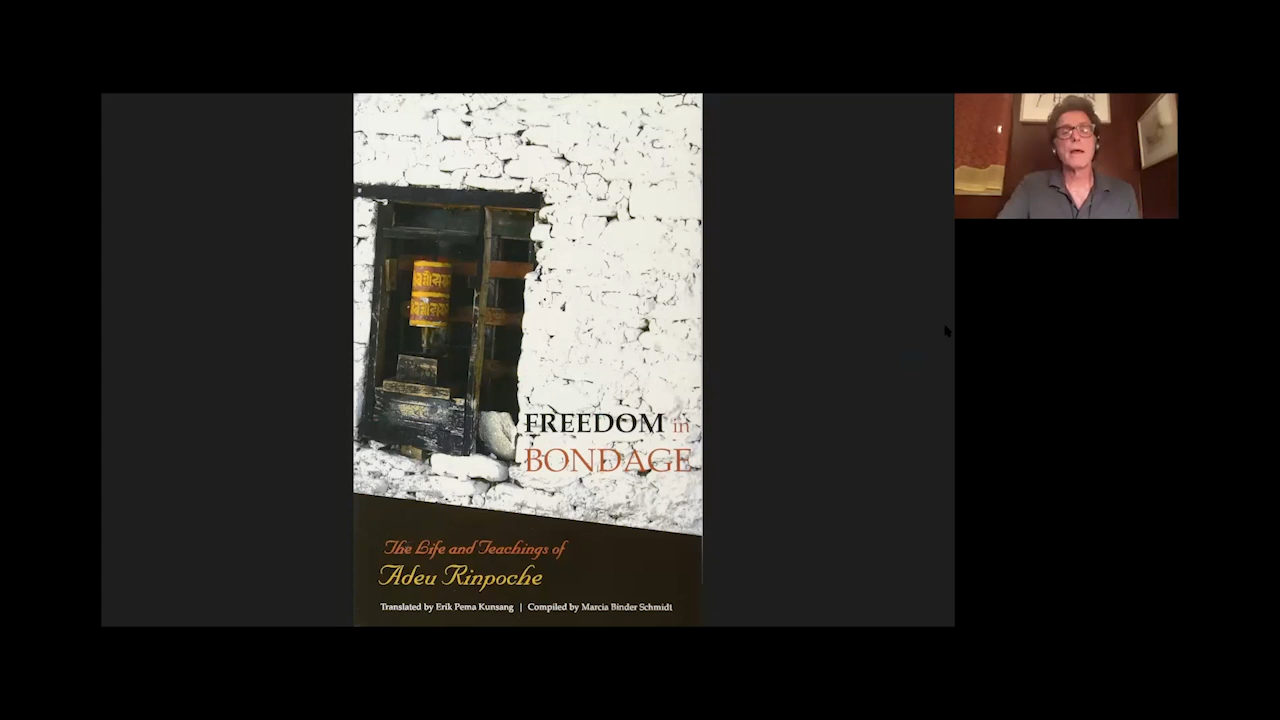 FREEDOM in
BONDAGE
The Life and Teachings of
Adeu Rinpoche
Translated by Erik Pema Kunsang | Compiled by Marcia Binder Schmidt